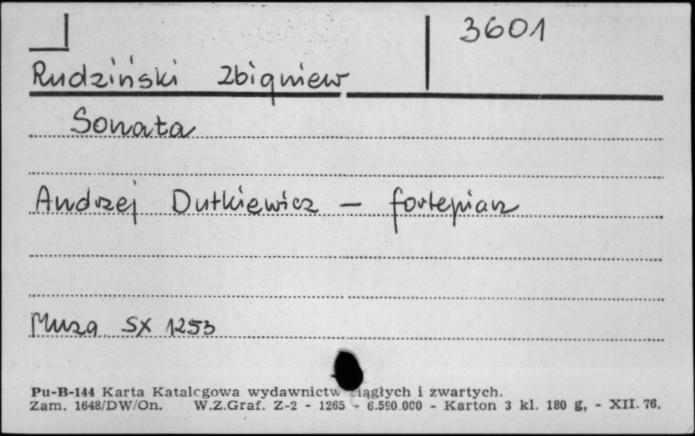 3601
Rudziński Zbigniew
Sonata
Andrzej Dutkiewicz – fortepian
Muza SX 1253
Pu-B-144 Karta Katalogowa wydawnictw ciągłych i zwartych.
Zam. 1648/DW/On. W.Z.Graf. Z-2 - 1265 - 6.590.000 - Karton 3 kl. 180 g, - XII. 76.